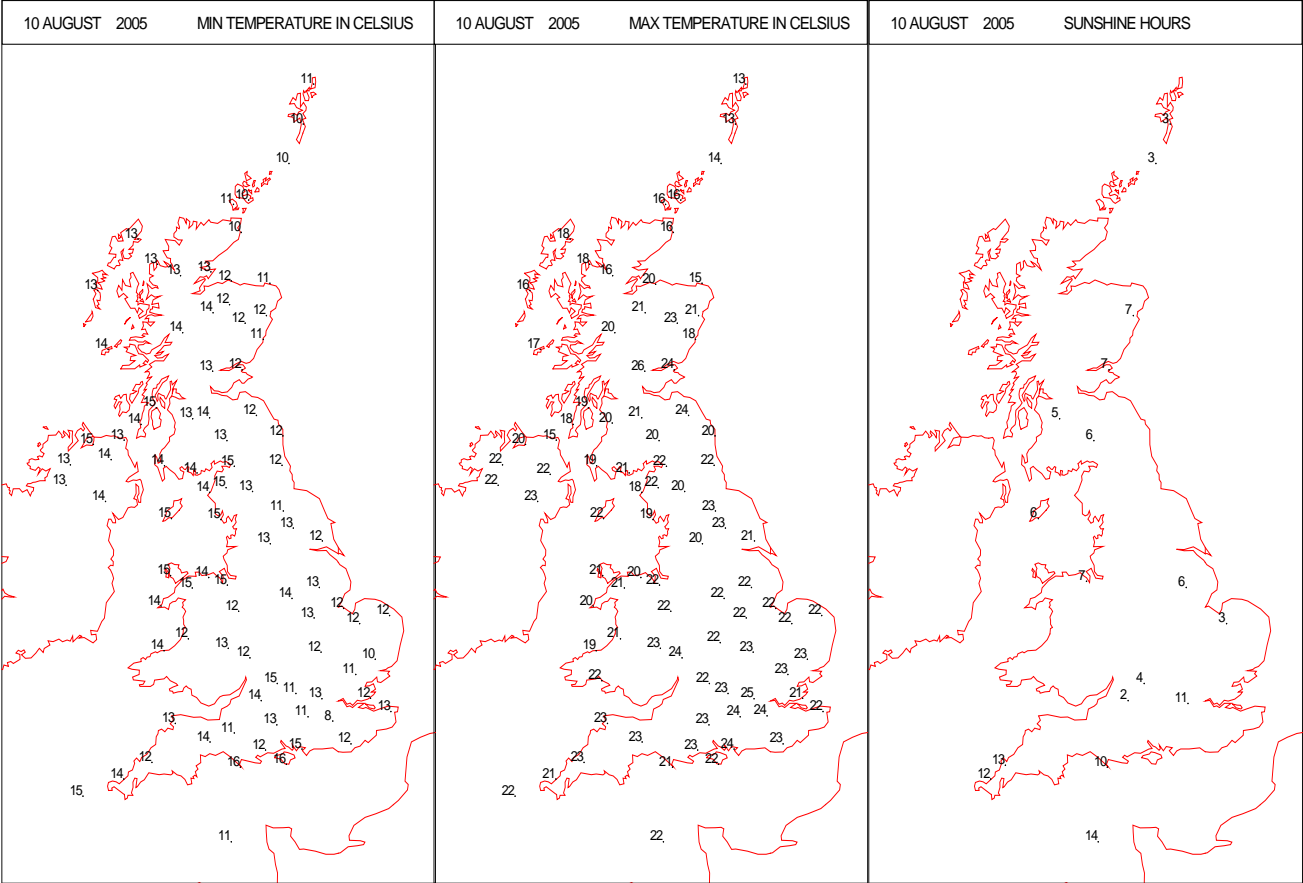 10 AUGUST 2005 MIN TEMPERATURE IN CELSIUS
11
10
10
11 10
10
13
13 13 13
12 11
13
12
14 12 12
14 11
14
13 12
15
14 13 14 12
15 13 13 12
13 14 14 14 15 12
13 14 15 13
14
15 15 11
13 12
13
15 14
15 15 13
14 14
12 13 12 12 12
12
14 13 12 12 10
11
15
14 11 13 12
13
13 13 11 8
14 11
12 15 12
12 16 16
14
15
11
10 AUGUST 2005 MAX TEMPERATURE IN CELSIUS
13
13
14
16 16
16
18
18
16 20 15
16
21 23 21
20 18
17
26 24
19
18 20 21 24
20 15 20 20
22 22 19 21 22 22
22 18 22 20
23
22 19 23
23
20 21
21 20
21 22 22
20 22
22 22 22 22 22
21 22
19 23 24 23 23
23
22 22
23 25 21
22
23 23 24 24
23
23 24 23
23 21 22
21
22
22
10 AUGUST 2005 SUNSHINE HOURS
3
3
3
7
7
5
6
6
7 6
3
4
2 11
13 10
12
14